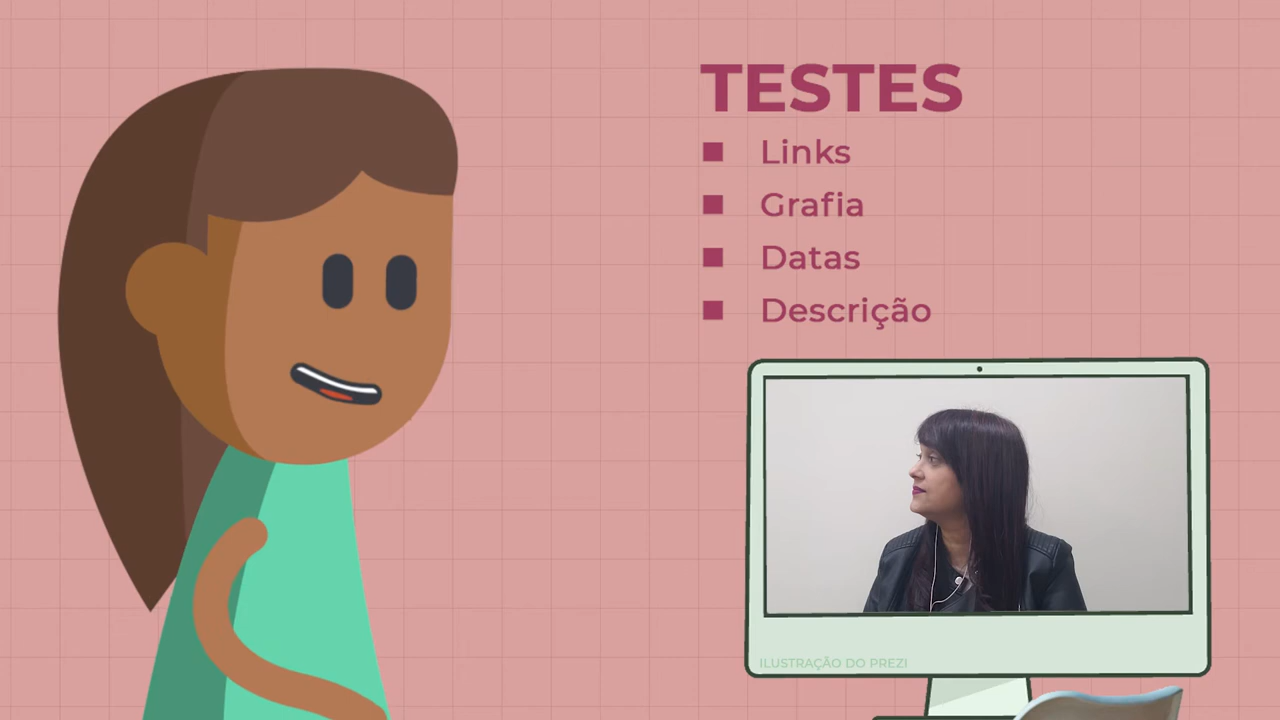 TESTES
Links
Grafia
Datas
Descrição
ILUSTRAÇÃO DO PREZI